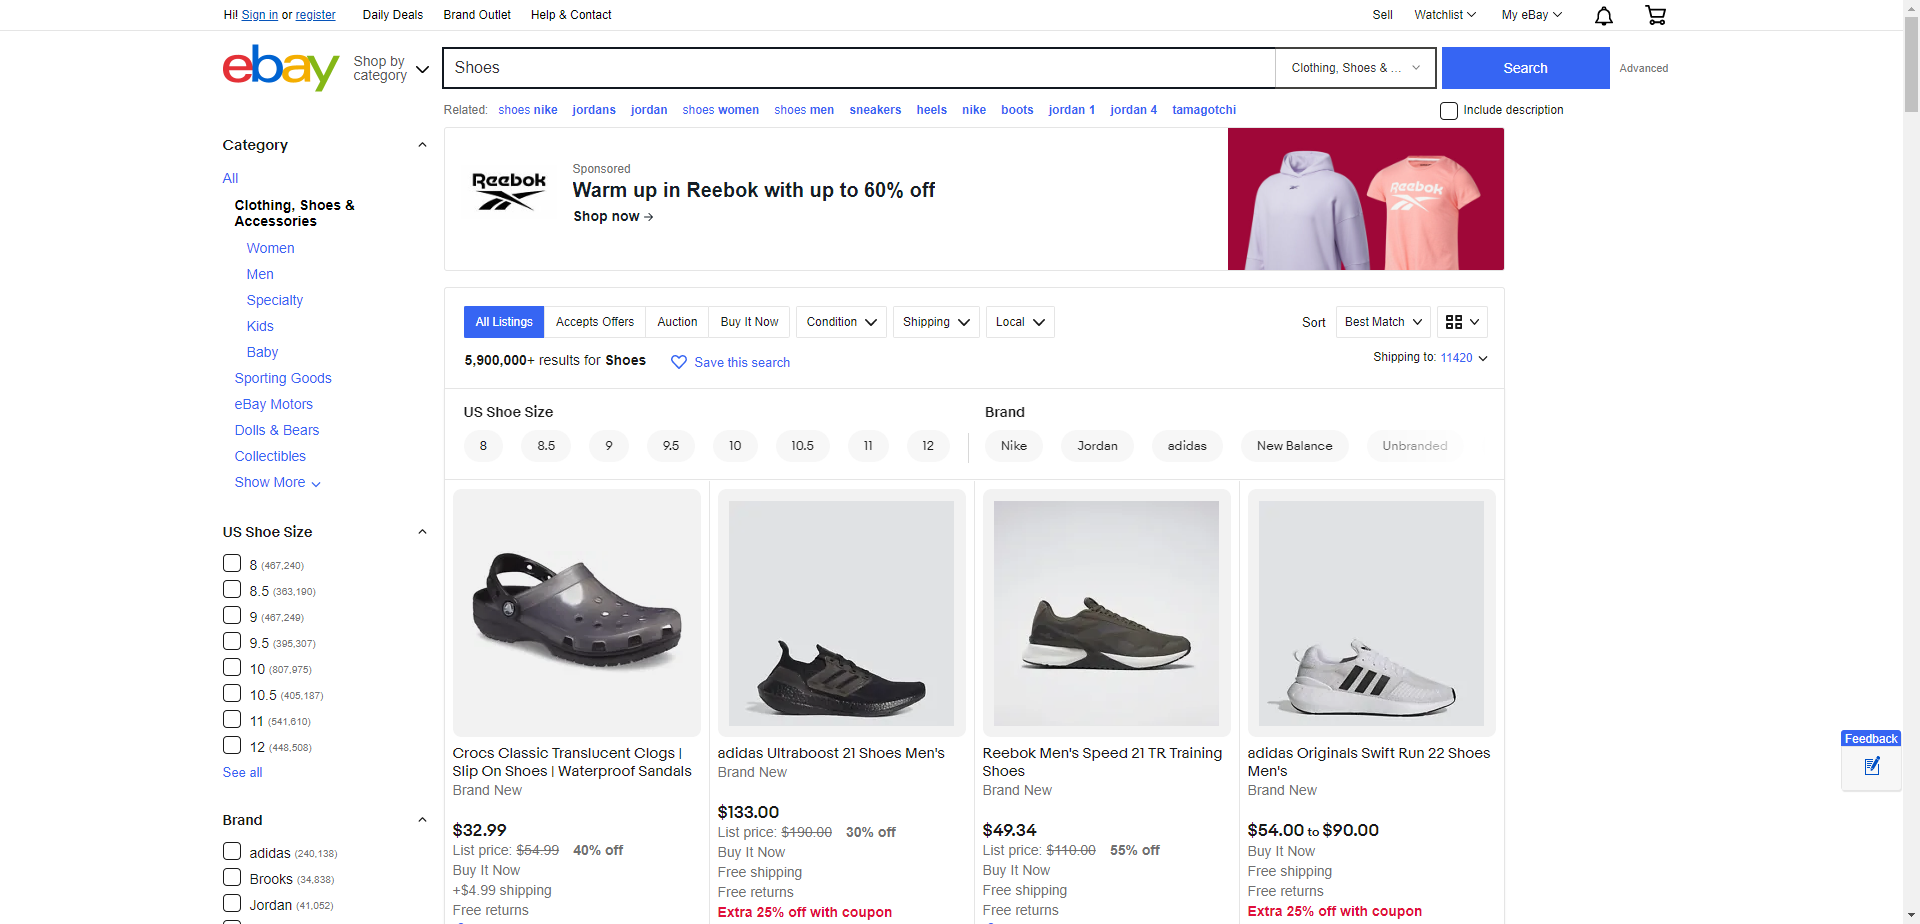 Hi! Sign in or register Daily Deals Brand Outlet Help & Contact Sell Watchlist My eBay
ebay Shop by category Shoes Clothing, Shoes & ... Search Advanced
Related: shoes nike jordans jordan shoes women shoes men sneakers heels nike boots jordan 1 jordan 4 tamagotchi Include description
Category
All
Clothing, Shoes &
Accessories
Women
Men
Specialty
Kids
Baby
Sporting Goods
eBay Motors
Dolls & Bears
Collectibles
Show More
US Shoe Size
8 (467,240)
8.5 (363,190)
9 (467,249)
9.5 (395,307)
10 (807,975)
10.5 (405,187)
11 (541,610)
12 (448,508)
See all
Brand
adidas (240,138)
Brooks (34,838)
Jordan (41,052)
Reebok
Sponsored
Warm up in Reebok with up to 60% off
Shop now
Reebok
All Listings Accepts Offers Auction Buy It Now Condition Shipping Local Sort Best Match
5,900,000+ results for Shoes Save this search Shipping to: 11420
US Shoe Size
8 8.5 9 9.5 10 10.5 11 12
Brand
Nike Jordan adidas New Balance Unbranded
Crocs Classic Translucent Clogs |
Slip On Shoes | Waterproof Sandals
Brand New
$32.99
List price: $54.99 40% off
Buy It Now
+$4.99 shipping
Free returns
adidas Ultraboost 21 Shoes Men's
Brand New
$133.00
List price: $190.00 30% off
Buy It Now
Free shipping
Free returns
Extra 25% off with coupon
Reebok Men's Speed 21 TR Training
Shoes
Brand New
$49.34
List price: $110.00 55% off
Buy It Now
Free shipping
Free returns
adidas Originals Swift Run 22 Shoes
Men's
Brand New
$54.00 to $90.00
Buy It Now
Free shipping
Free returns
Extra 25% off with coupon
Feedback